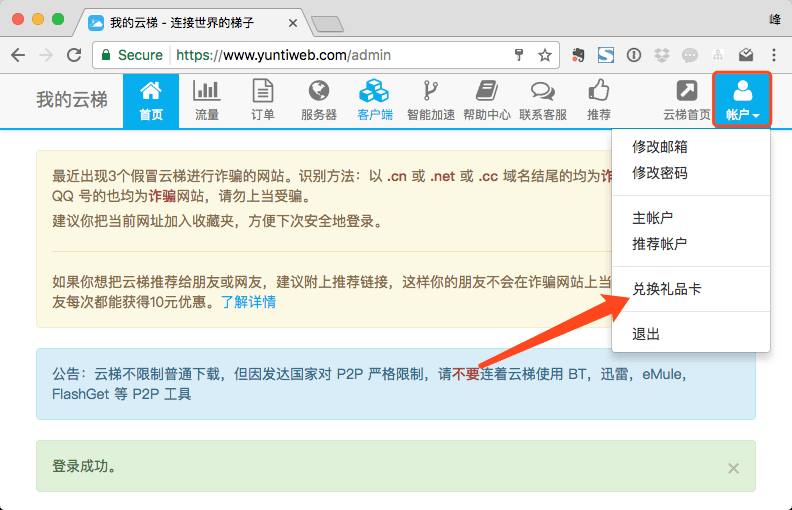 我的云梯 - 连接世界的梯子
峰
Secure
https://www.yuntiweb.com/admin
我的云梯
首页
流量
订单
服务器
客户端
智能加速
帮助中心
联系客服
推荐
云梯首页
帐户
修改邮箱
修改密码
主帐户
推荐帐户
兑换礼品卡
退出
最近出现3个假冒云梯进行诈骗的网站。识别方法：以 .cn 或 .net 或 .cc 域名结尾的均为诈
QQ 号的也均为诈骗网站，请勿上当受骗。
建议你把当前网址加入收藏夹，方便下次安全地登录。
如果你想把云梯推荐给朋友或网友，建议附上推荐链接，这样你的朋友不会在诈骗网站上当
友每次都能获得10元优惠。了解详情
公告：云梯不限制普通下载，但因发达国家对 P2P 严格限制，请不要连着云梯使用 BT，迅雷，eMule，
FlashGet 等 P2P 工具
登录成功。
×